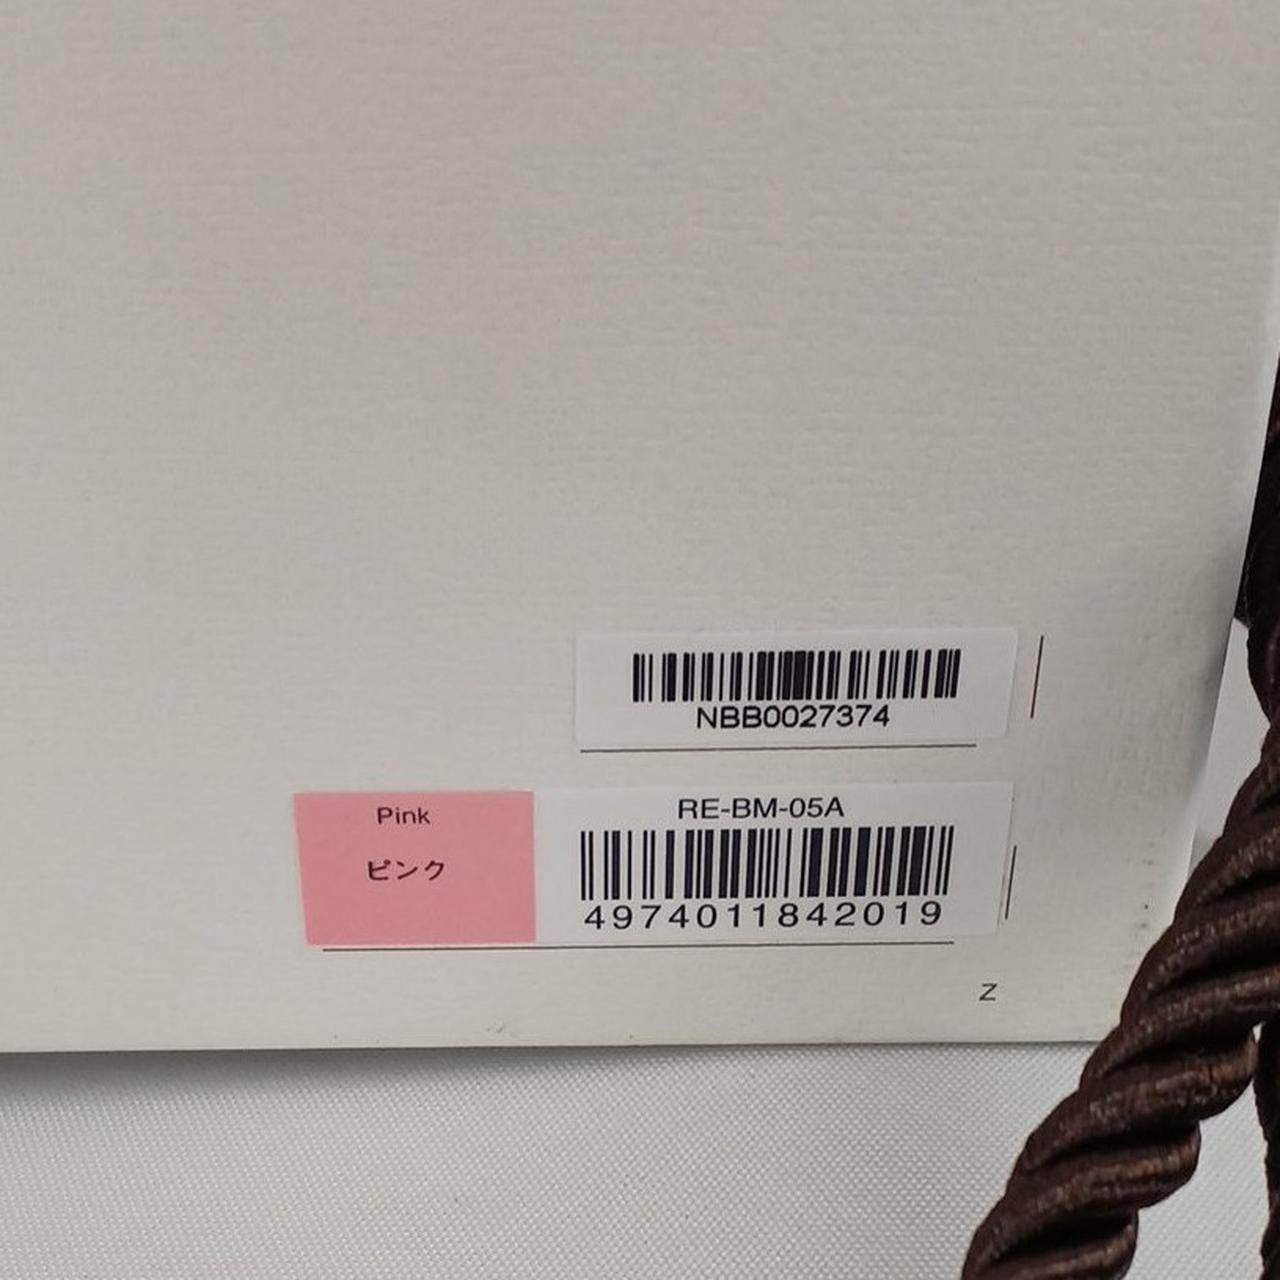 NBB0027374
Pink
ピンク
RE-BM-05A
4974011842019
Z